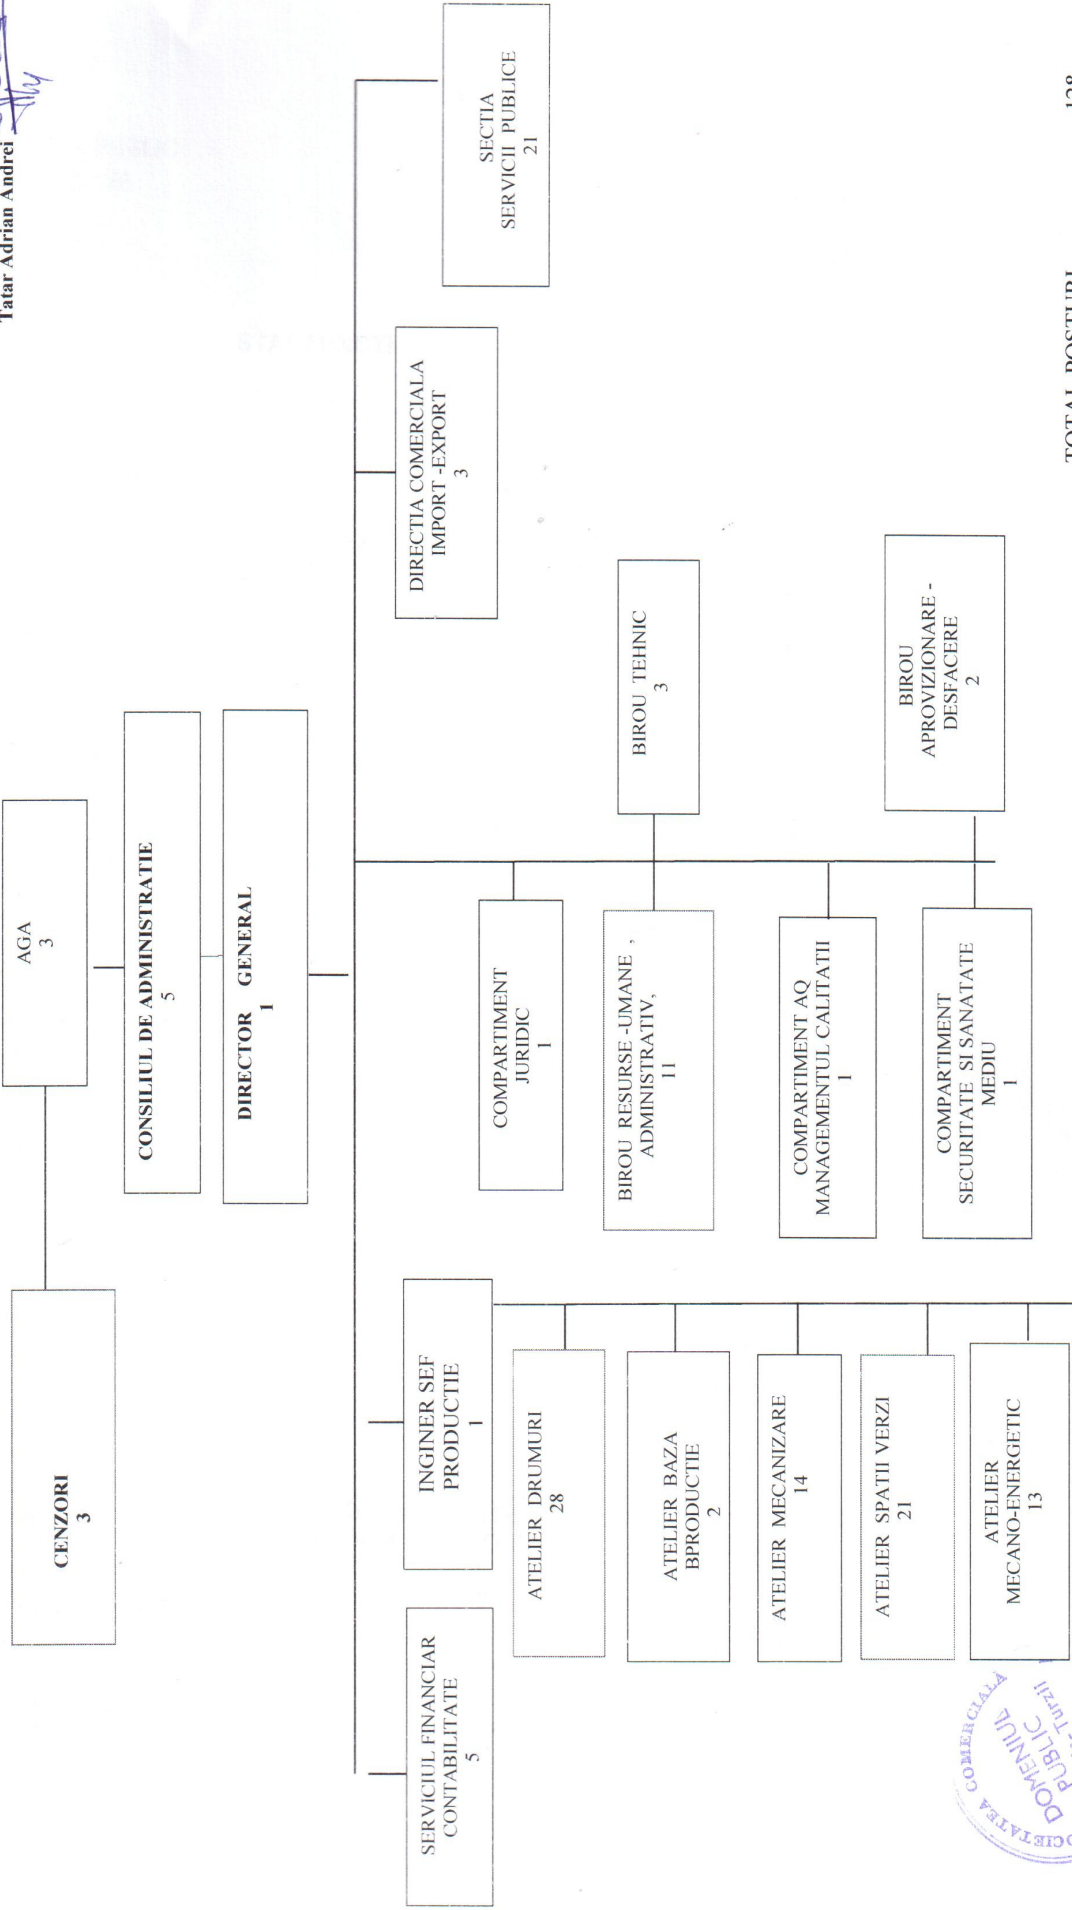 Tatar Adrian Andrei
AGA
3
CENZORI
3
CONSILIUL DE ADMINISTRATIE
5
DIRECTOR GENERAL
1
SERVICIUL FINANCIAR
CONTABILITATE
5
INGINER SEF
PRODUCTIE
1
DIRECTIA COMERCIALA
IMPORT -EXPORT
3
SECTIA
SERVICII PUBLICE
21
ATELIER DRUMURI
28
ATELIER BAZA
BPRODUCTIE
2
ATELIER MECANIZARE
14
ATELIER SPATII VERZI
21
ATELIER
MECANO-ENERGETIC
13
COMPARTIMENT
JURIDIC
1
BIROU RESURSE -UMANE ,
ADMINISTRATIV,
11
BIROU TEHNIC
3
COMPARTIMENT AQ
MANAGEMENTUL CALITATII
1
COMPARTIMENT
SECURITATE SI SANATATE
MEDIU
1
BIROU
APROVIZIONARE -
DESFACERE
2
TOTAL POSTURI
128
COMERCIALA
DOMENIUL
PUBLIC
Turzii